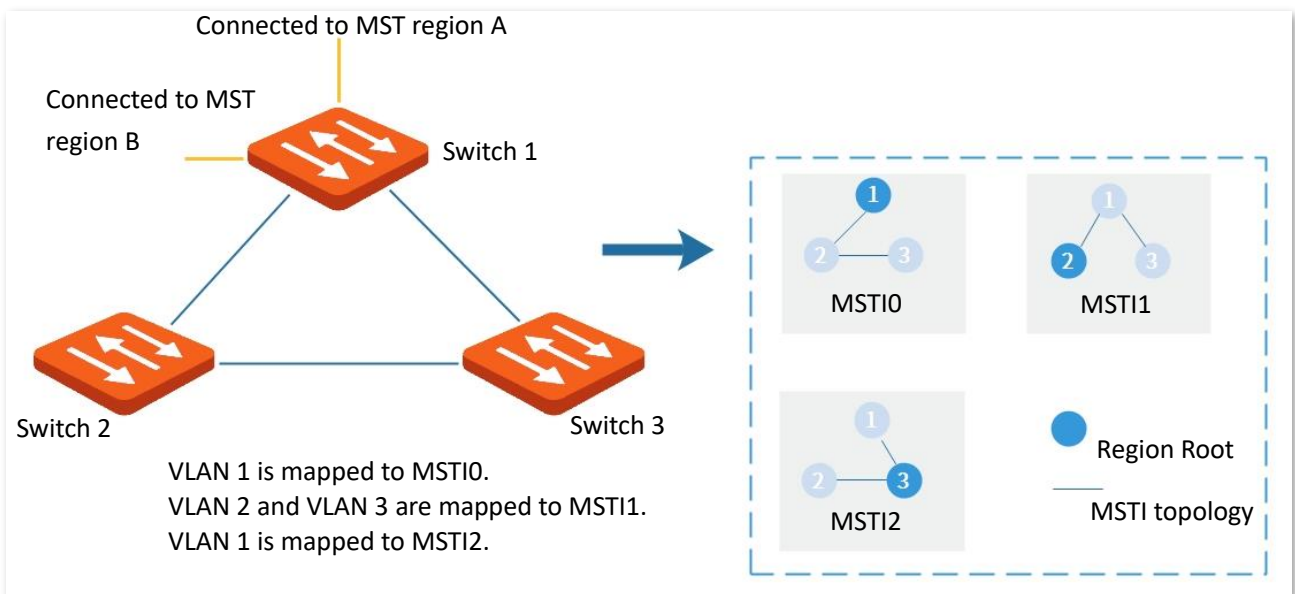 Connected to MST region A
Connected to MST
region B
Switch 1
Switch 2
Switch 3
VLAN 1 is mapped to MSTI0.
VLAN 2 and VLAN 3 are mapped to MSTI1.
VLAN 1 is mapped to MSTI2.
1
2 3
MSTI0
1
2 3
MSTI1
1
2 3
MSTI2
Region Root
MSTI topology